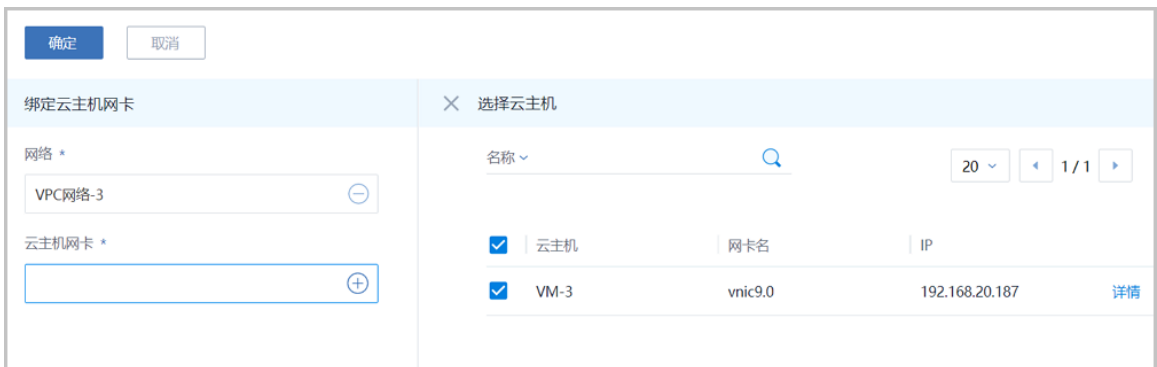 确定 取消
绑定云主机网卡
网络 *
VPC网络-3
云主机网卡 *
选择云主机
名称
20 1 / 1
云主机 网卡名 IP
VM-3 vnic9.0 192.168.20.187 详情